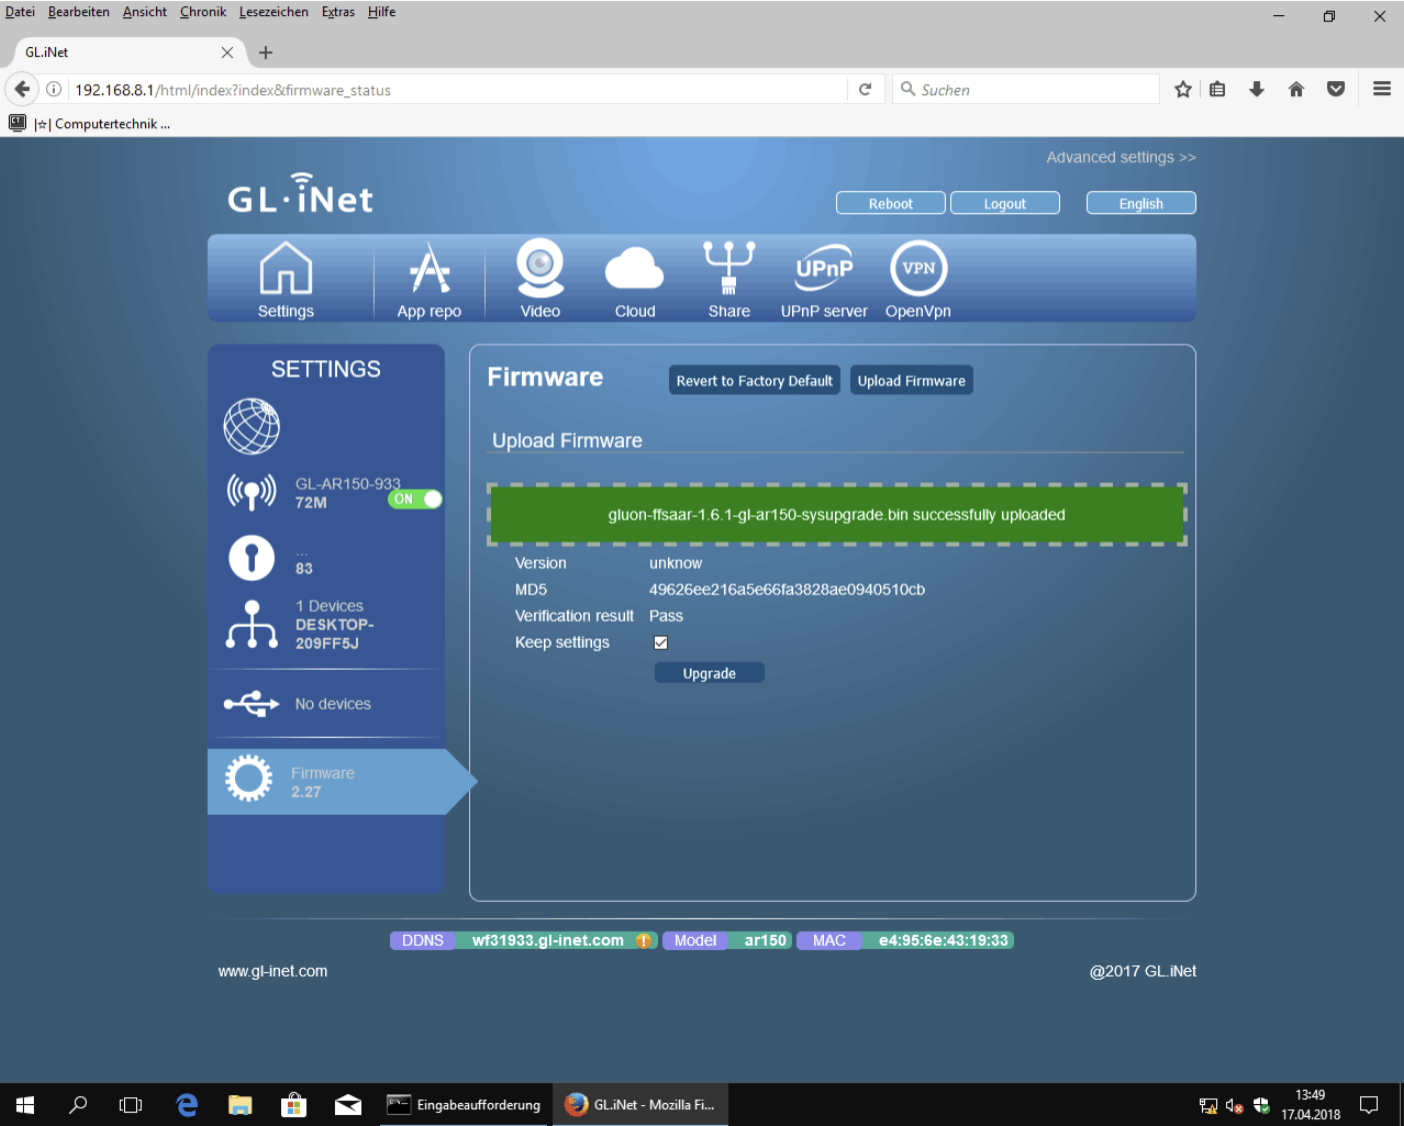 Datei Bearbeiten Ansicht Chronik Lesezeichen Extras Hilfe
GL.iNet
192.168.8.1/html/index?index&firmware_status
Suchen
|☆| Computertechnik ...
Advanced settings >>
GL·iNet
Reboot Logout English
UPnP VPN
Settings App repo Video Cloud Share UPnP server OpenVpn
SETTINGS
GL-AR150-933
72M
ON
...
83
1 Devices
DESKTOP-
209FF5J
No devices
Firmware
2.27
Firmware Revert to Factory Default Upload Firmware
Upload Firmware
gluon-ffsaar-1.6.1-gl-ar150-sysupgrade.bin successfully uploaded
Version unknow
MD5 49626ee216a5e66fa3828ae0940510cb
Verification result Pass
Keep settings
Upgrade
DDNS wf31933.gl-inet.com Model ar150 MAC e4:95:6e:43:19:33
www.gl-inet.com @2017 GL.iNet
Eingabeaufforderung GL.iNet - Mozilla Fi...
13:49
17.04.2018